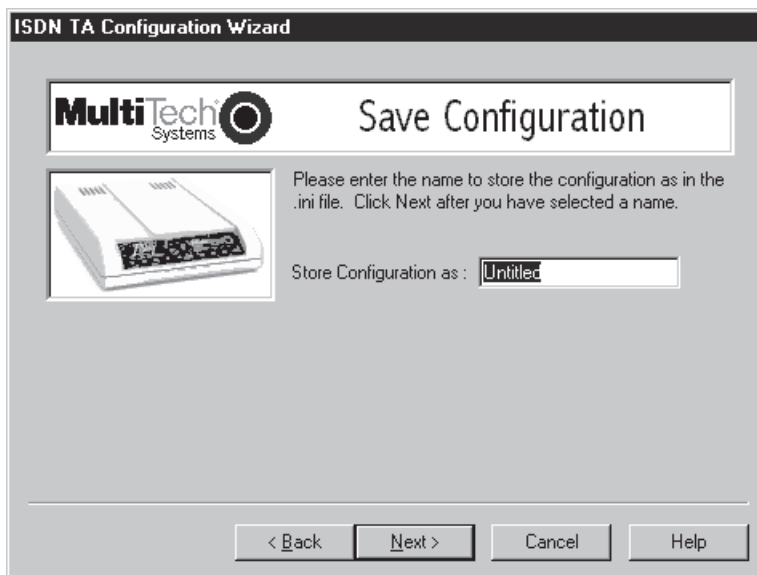 ISDN TA Configuration Wizard
MultiTech
Systems
Save Configuration
Please enter the name to store the configuration as in the
.ini file. Click Next after you have selected a name.
Store Configuration as : Untitled
< Back
Next >
Cancel
Help